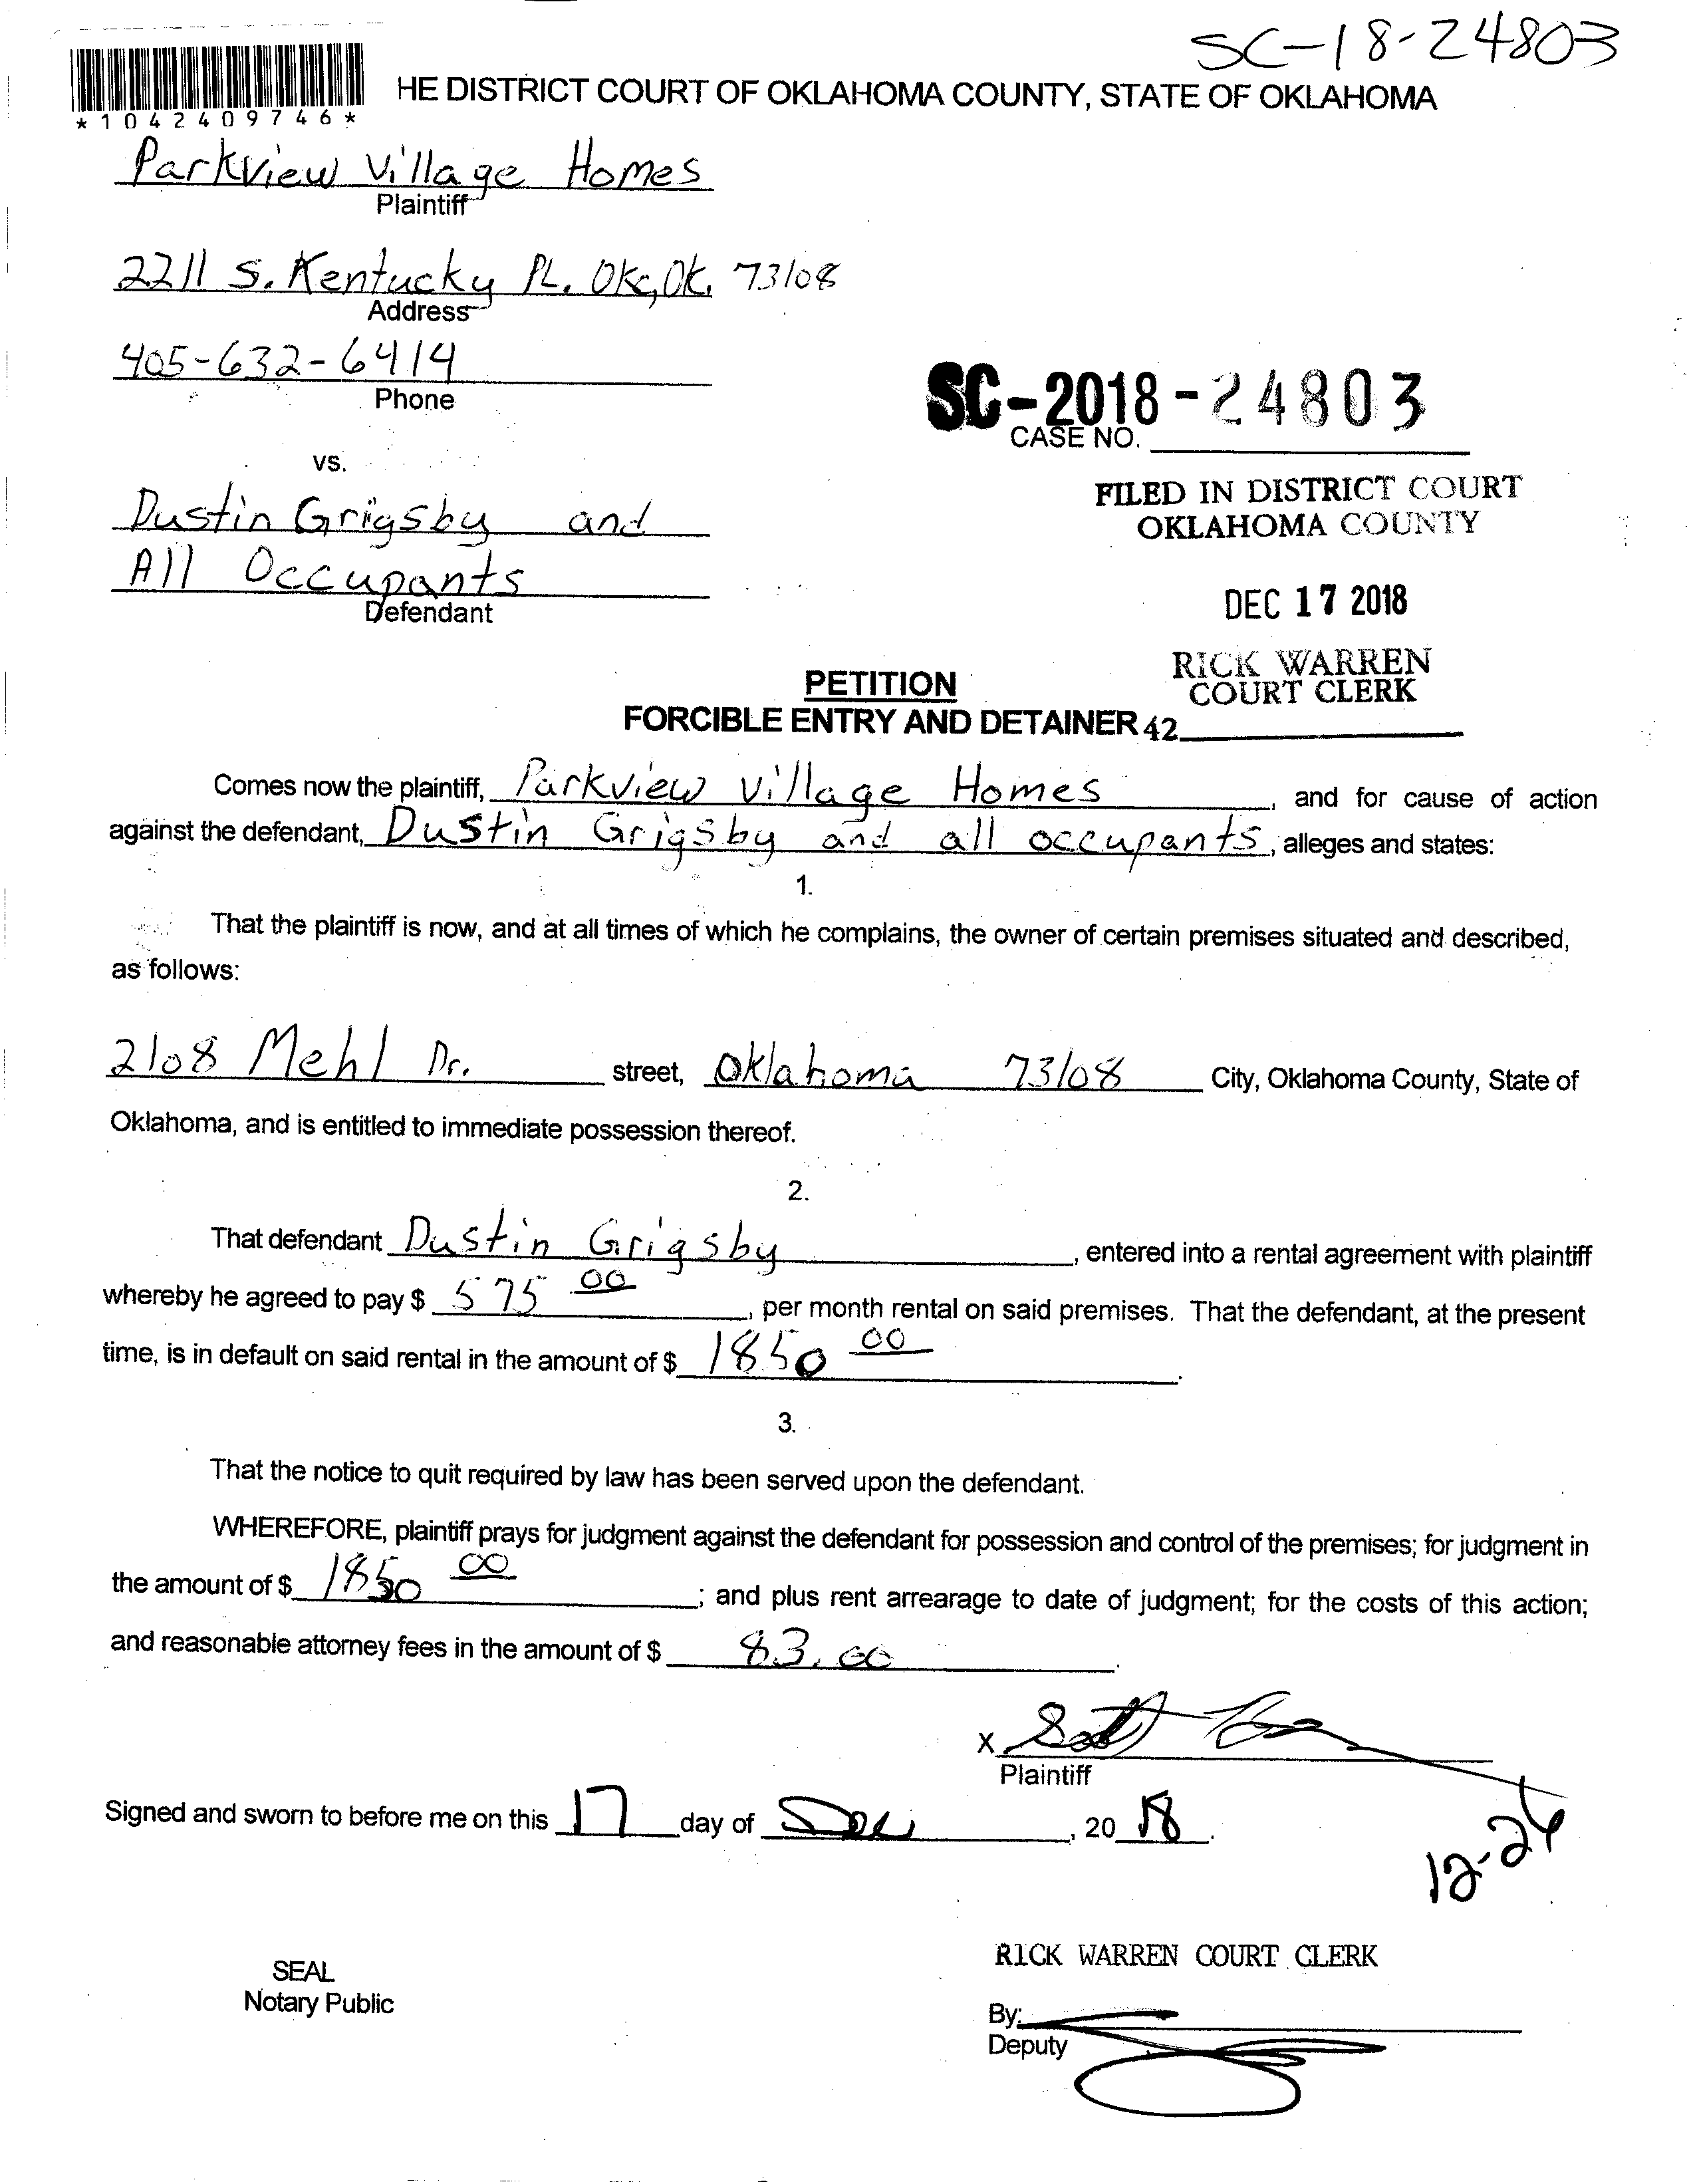 SC-18-24803
HE DISTRICT COURT OF OKLAHOMA COUNTY, STATE OF OKLAHOMA
*1042409746*
Parkview Village Homes
Plaintiff
2211 S. Kentucky PL. OKc, OK. 73108
Address
405-632-6414
Phone
SC-2018-24803
CASE NO.
vs.
FILED IN DISTRICT COURT
OKLAHOMA COUNTY
Dustin Grigsby and
All Occupants
Defendant
DEC 17 2018
RICK WARREN
COURT CLERK
PETITION
FORCIBLE ENTRY AND DETAINER 42
Comes now the plaintiff, Parkview Village Homes, and for cause of action
against the defendant, Dustin Grigsby and all occupants, alleges and states:
1.
That the plaintiff is now, and at all times of which he complains, the owner of certain premises situated and described,
as follows:
2108 Mehl Dr. street, Oklahoma 73108 City, Oklahoma County, State of
Oklahoma, and is entitled to immediate possession thereof.
2.
That defendant Dustin Grigsby, entered into a rental agreement with plaintiff
whereby he agreed to pay $ 575 00, per month rental on said premises. That the defendant, at the present
time, is in default on said rental in the amount of $ 1850 00.
3.
That the notice to quit required by law has been served upon the defendant.
WHEREFORE, plaintiff prays for judgment against the defendant for possession and control of the premises; for judgment in
the amount of $ 1850 00; and plus rent arrearage to date of judgment; for the costs of this action;
and reasonable attorney fees in the amount of $ 83.00.
X
Plaintiff
Signed and sworn to before me on this 17 day of Dec, 20 18.
12-26
RICK WARREN COURT CLERK
SEAL
Notary Public
By:
Deputy